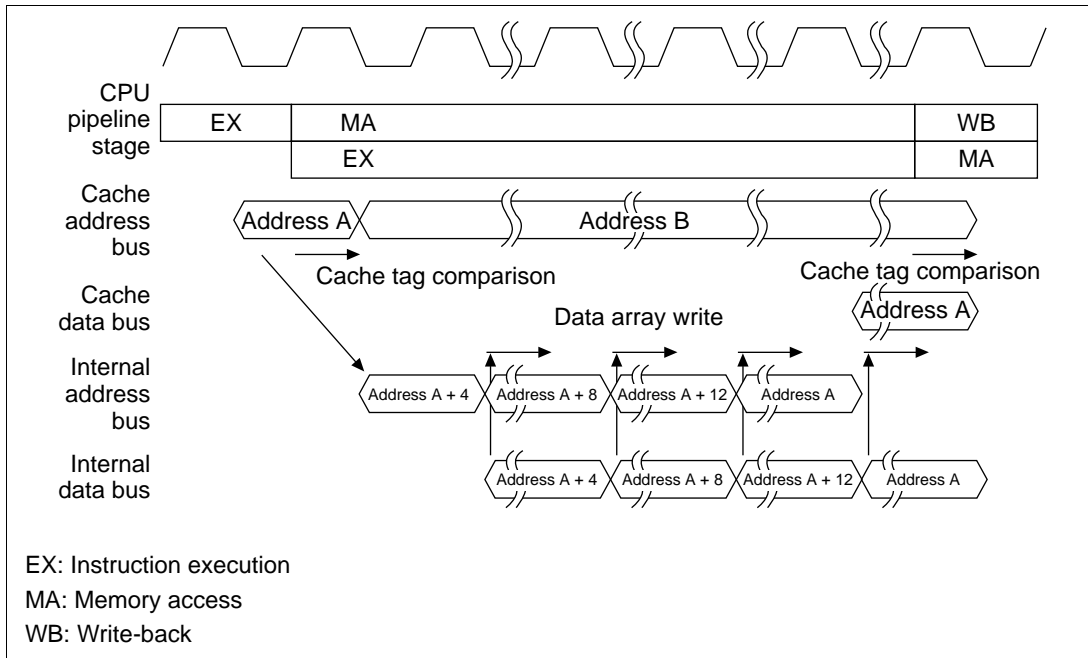 CPU
pipeline
stage
EX
MA
WB
EX
MA
Cache
address
bus
Address A
Address B
Cache tag comparison
Cache tag comparison
Cache
data bus
Address A
Data array write
Internal
address
bus
Address A + 4
Address A + 8
Address A + 12
Address A
Internal
data bus
Address A + 4
Address A + 8
Address A + 12
Address A
EX: Instruction execution
MA: Memory access
WB: Write-back